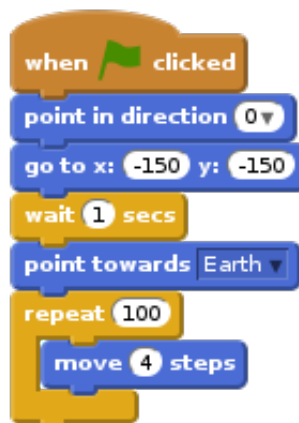 when clicked
point in direction 0
go to x: -150 y: -150
wait 1 secs
point towards Earth
repeat 100
move 4 steps